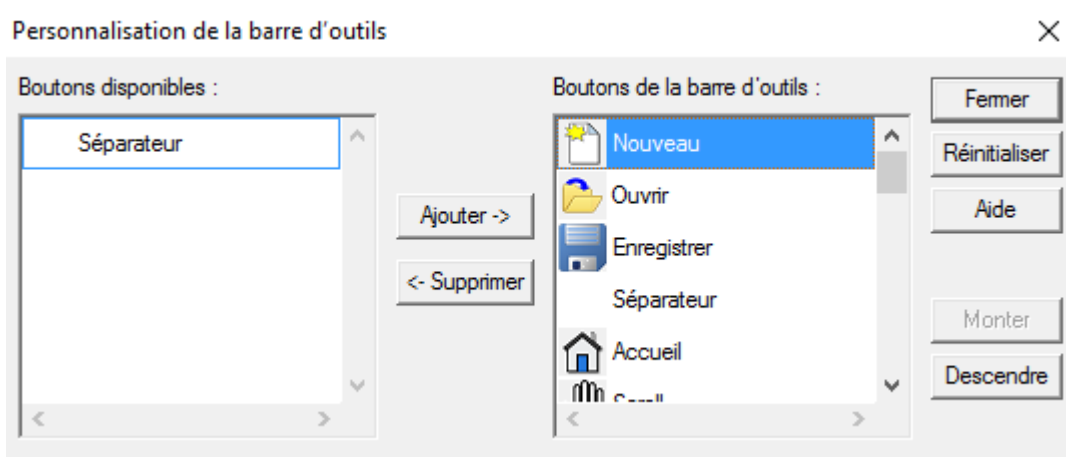 Personnalisation de la barre d'outils
Boutons disponibles :
Séparateur
Ajouter ->
<- Supprimer
Boutons de la barre d'outils :
Nouveau
Ouvrir
Enregistrer
Séparateur
Accueil
Fermer
Réinitialiser
Aide
Monter
Descendre